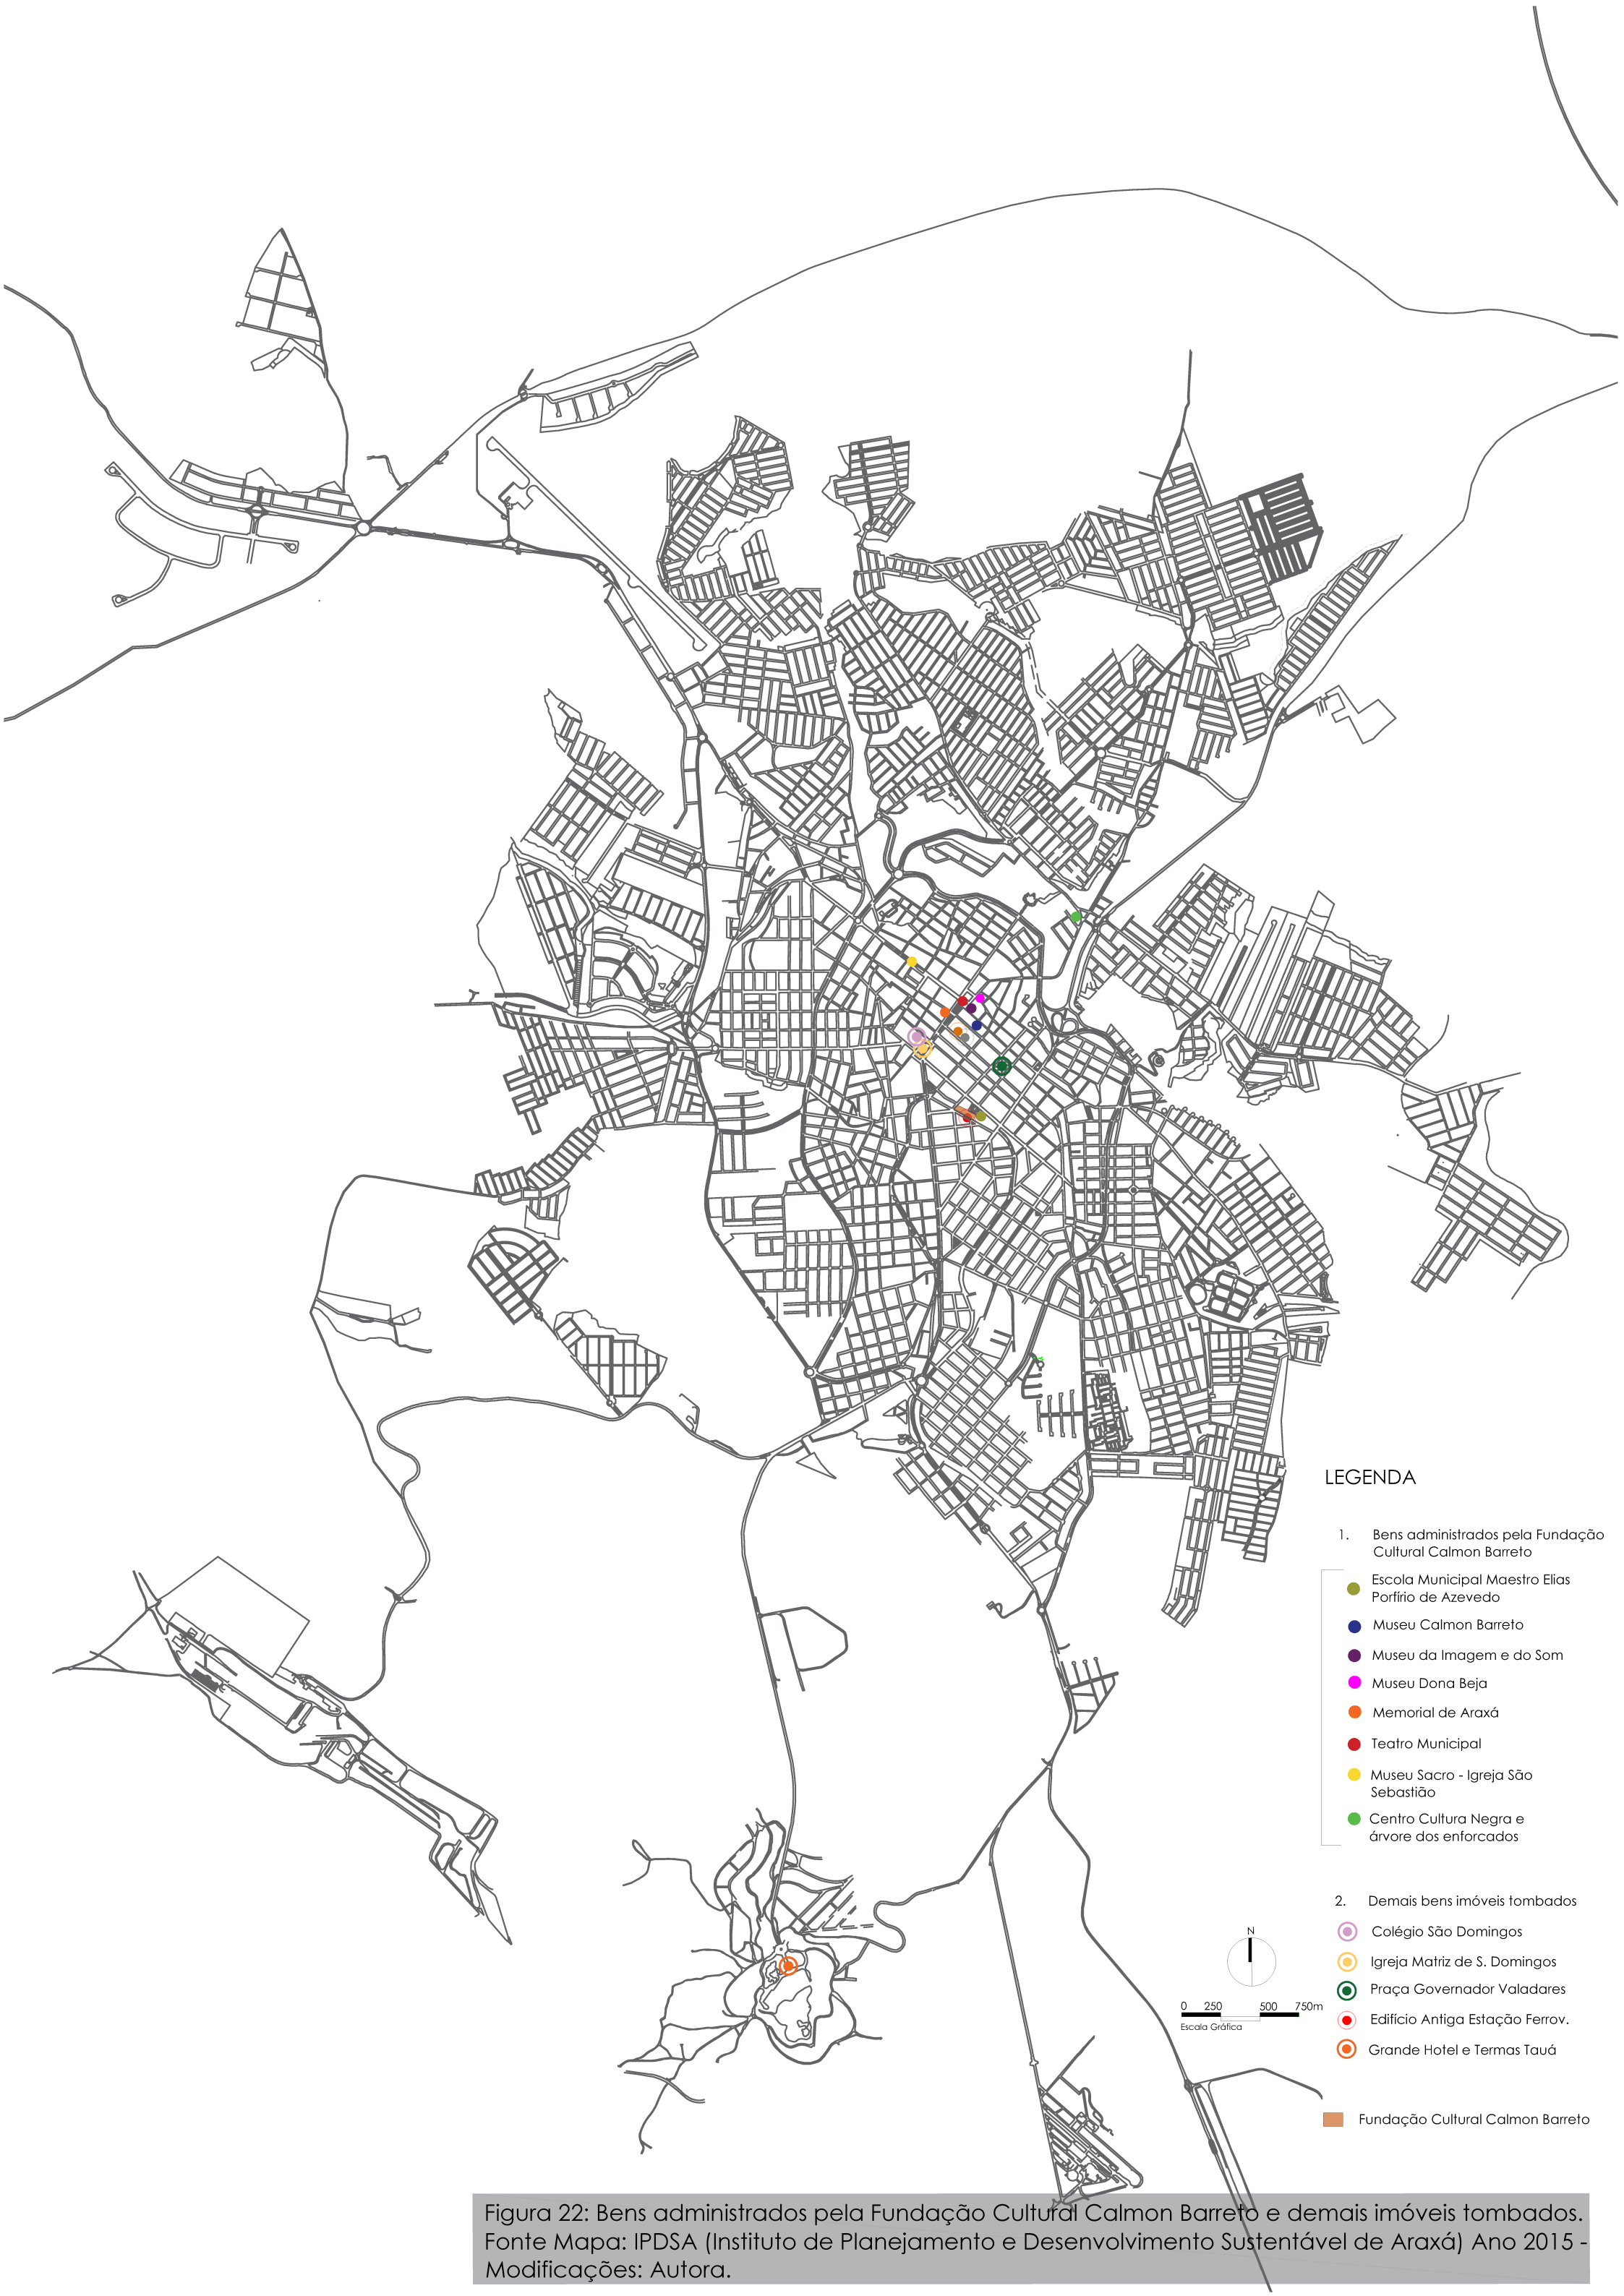 LEGENDA
1. Bens administrados pela Fundação
Cultural Calmon Barreto
Escola Municipal Maestro Elias
Porfírio de Azevedo
Museu Calmon Barreto
Museu da Imagem e do Som
Museu Dona Beja
Memorial de Araxá
Teatro Municipal
Museu Sacro - Igreja São
Sebastião
Centro Cultura Negra e
árvore dos enforcados
2. Demais bens imóveis tombados
Colégio São Domingos
Igreja Matriz de S. Domingos
Praça Governador Valadares
Edifício Antiga Estação Ferrov.
Grande Hotel e Termas Tauá
Fundação Cultural Calmon Barreto
N
0 250 500 750m
Escala Gráfica
Figura 22: Bens administrados pela Fundação Cultural Calmon Barreto e demais imóveis tombados.
Fonte Mapa: IPDSA (Instituto de Planejamento e Desenvolvimento Sustentável de Araxá) Ano 2015 -
Modificações: Autora.